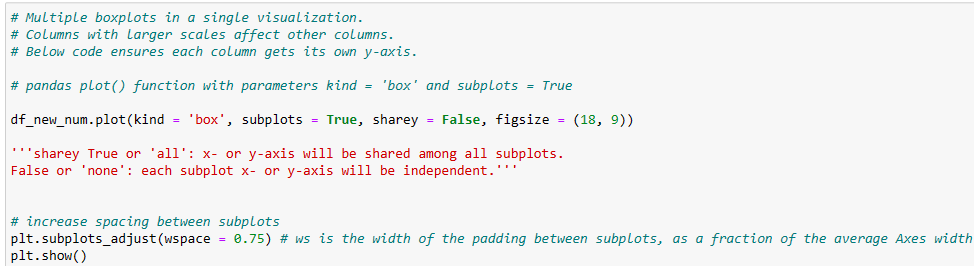 # Multiple boxplots in a single visualization.
# Columns with larger scales affect other columns.
# Below code ensures each column gets its own y-axis.
# pandas plot() function with parameters kind = 'box' and subplots = True
df_new_num.plot(kind = 'box', subplots = True, sharey = False, figsize = (18, 9))
'''sharey True or 'all': x- or y-axis will be shared among all subplots.
False or 'none': each subplot x- or y-axis will be independent.'''
# increase spacing between subplots
plt.subplots_adjust(wspace = 0.75) # ws is the width of the padding between subplots, as a fraction of the average Axes width
plt.show()